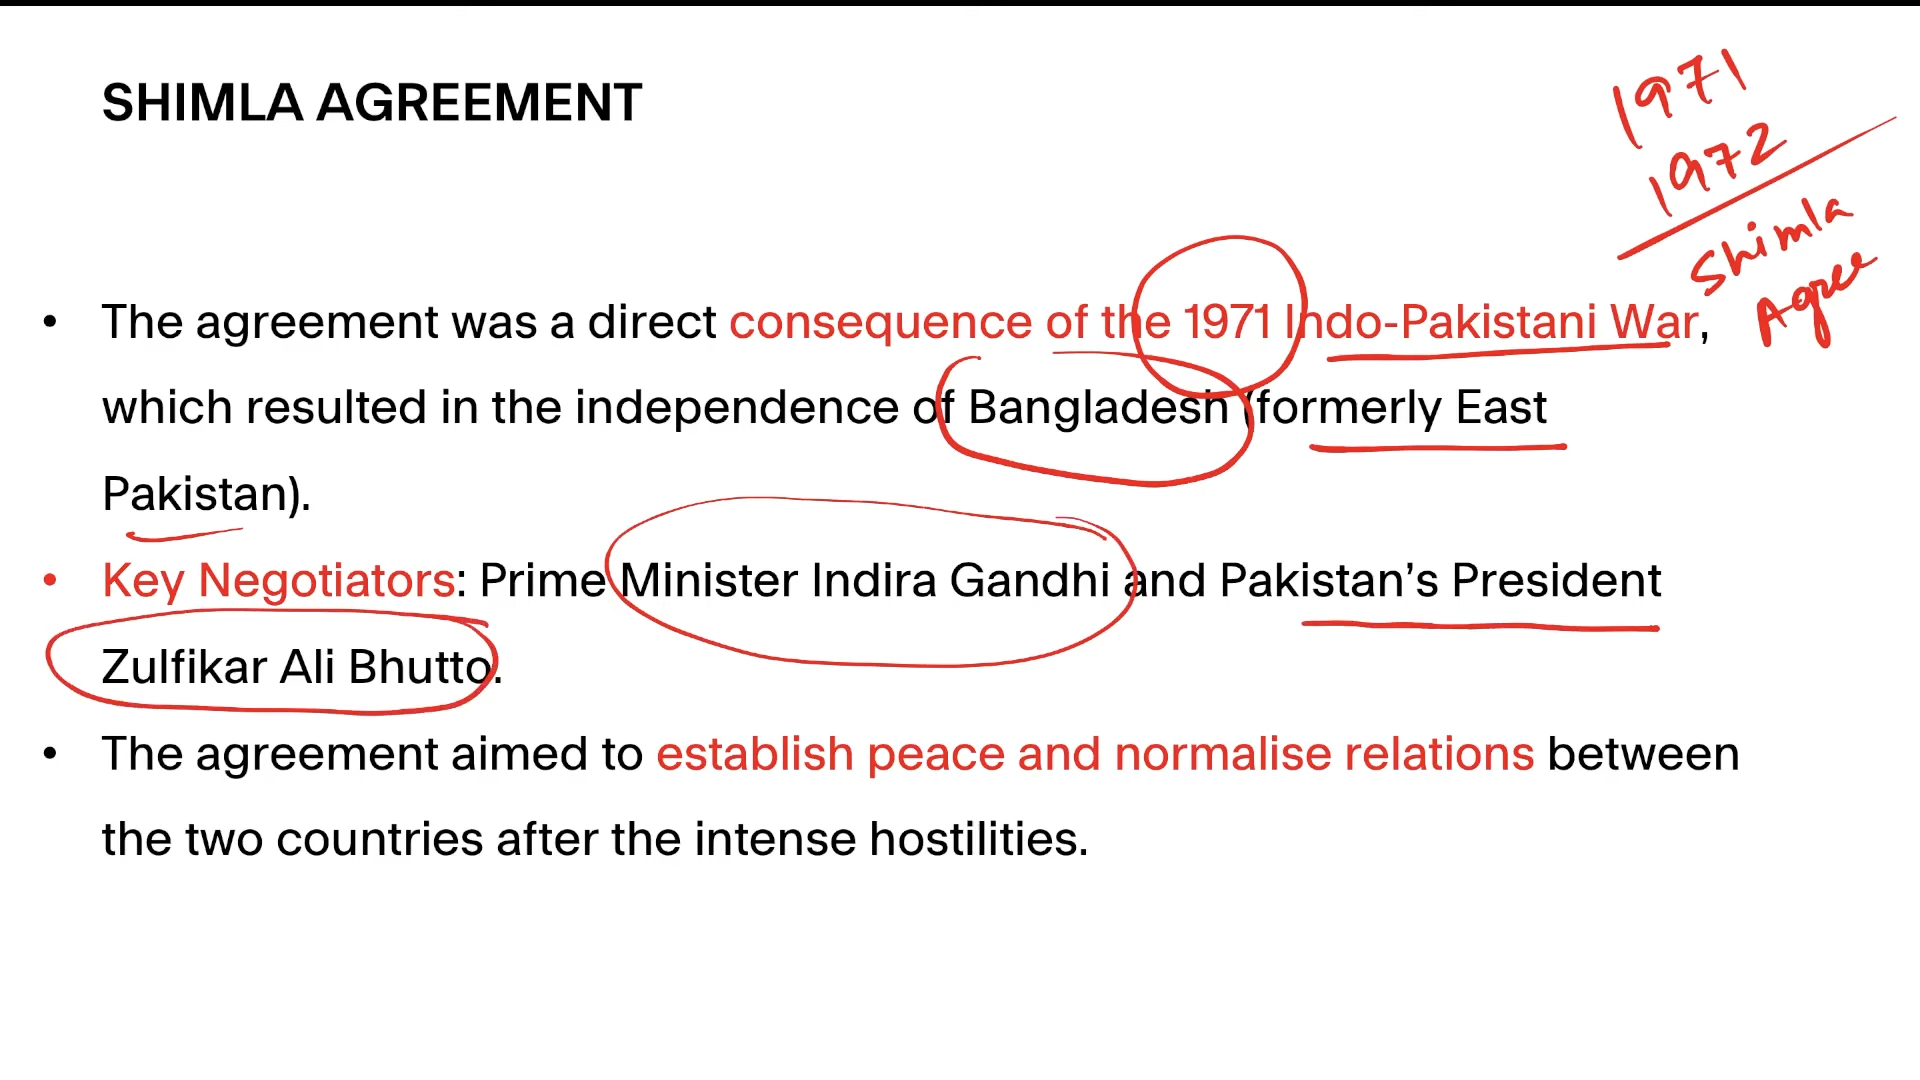 SHIMLA AGREEMENT
1971
1972
Shimla
Agree
• The agreement was a direct consequence of the 1971 Indo-Pakistani War,
which resulted in the independence of Bangladesh (formerly East
Pakistan).
• Key Negotiators: Prime Minister Indira Gandhi and Pakistan’s President
Zulfikar Ali Bhutto.
• The agreement aimed to establish peace and normalise relations between
the two countries after the intense hostilities.